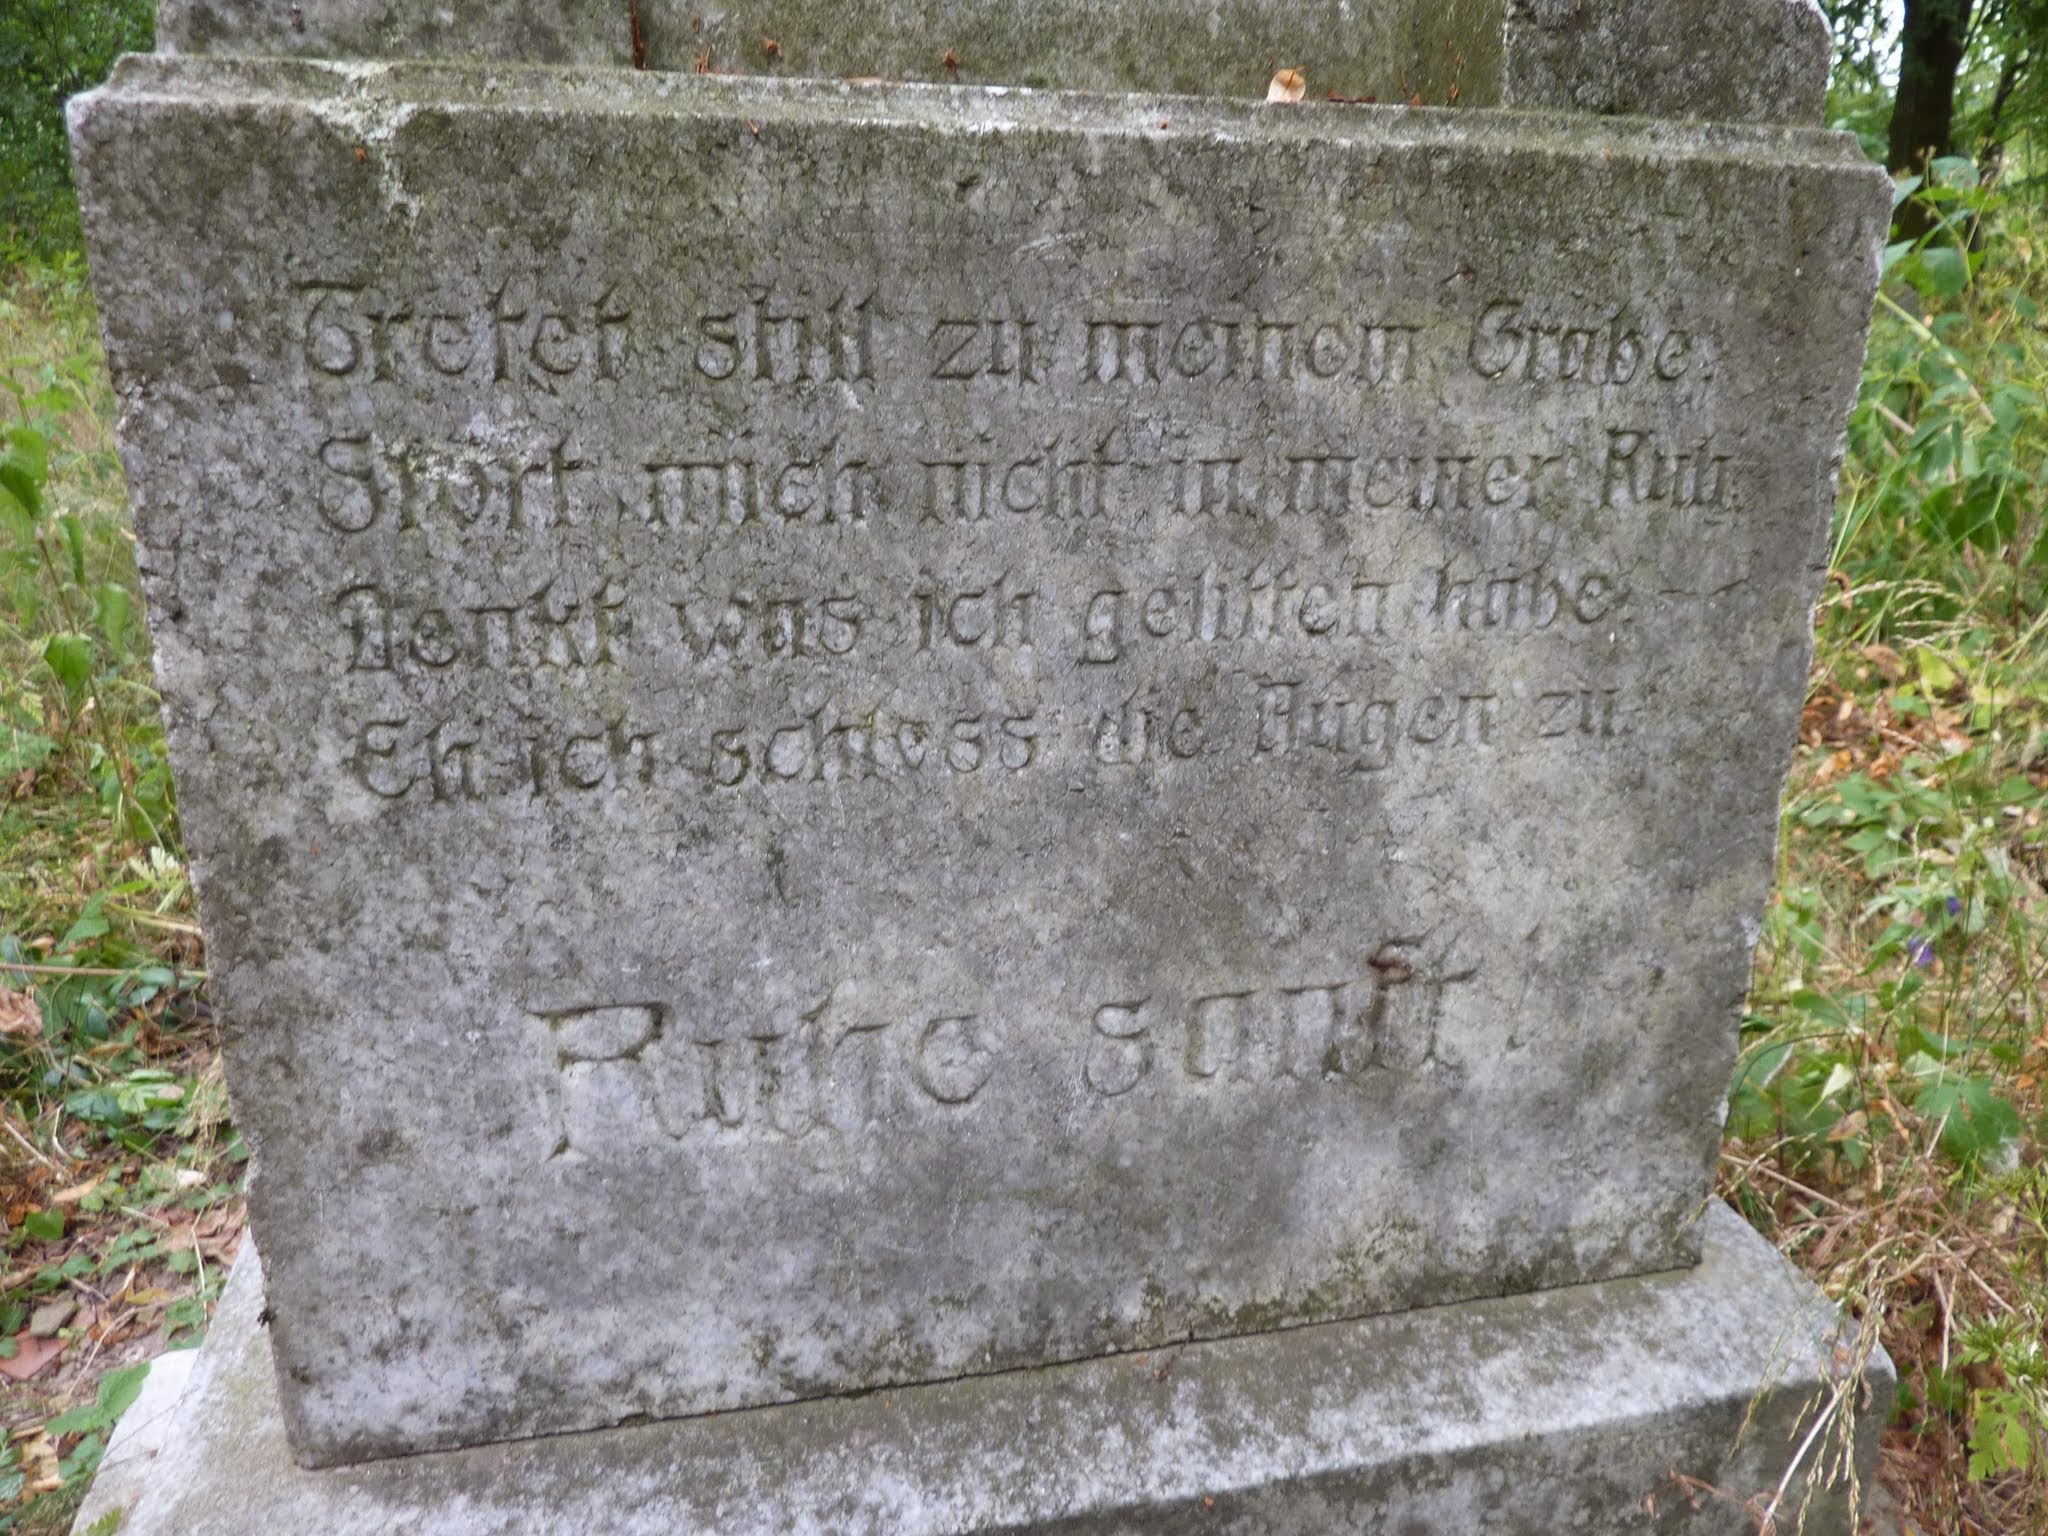 Tretet still zu meinem Grabe.
Stört mich nicht in meiner Ruh,
Denkt was ich gelitten habe
Eh ich schloss die Augen zu.
Ruhe sanft!